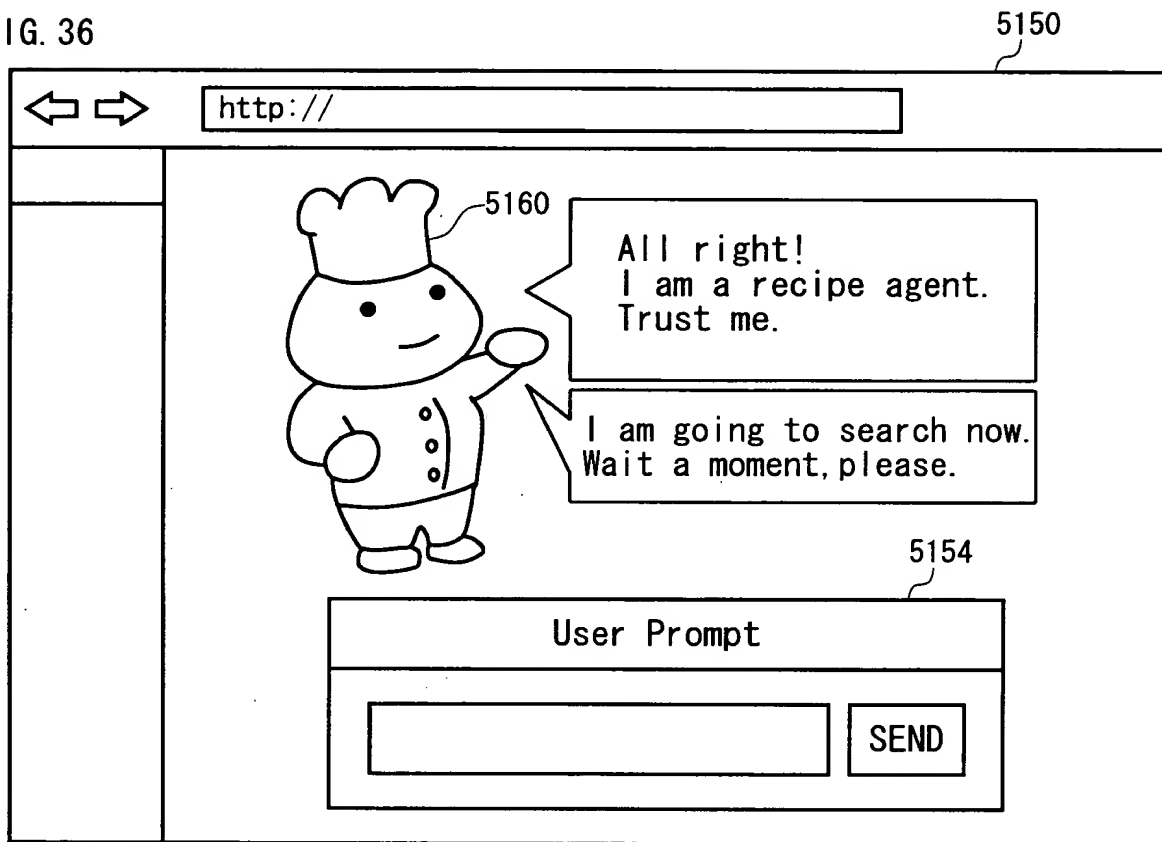 IG. 36
5150
http://
5160
All right!
I am a recipe agent.
Trust me.
I am going to search now.
Wait a moment, please.
5154
User Prompt
SEND